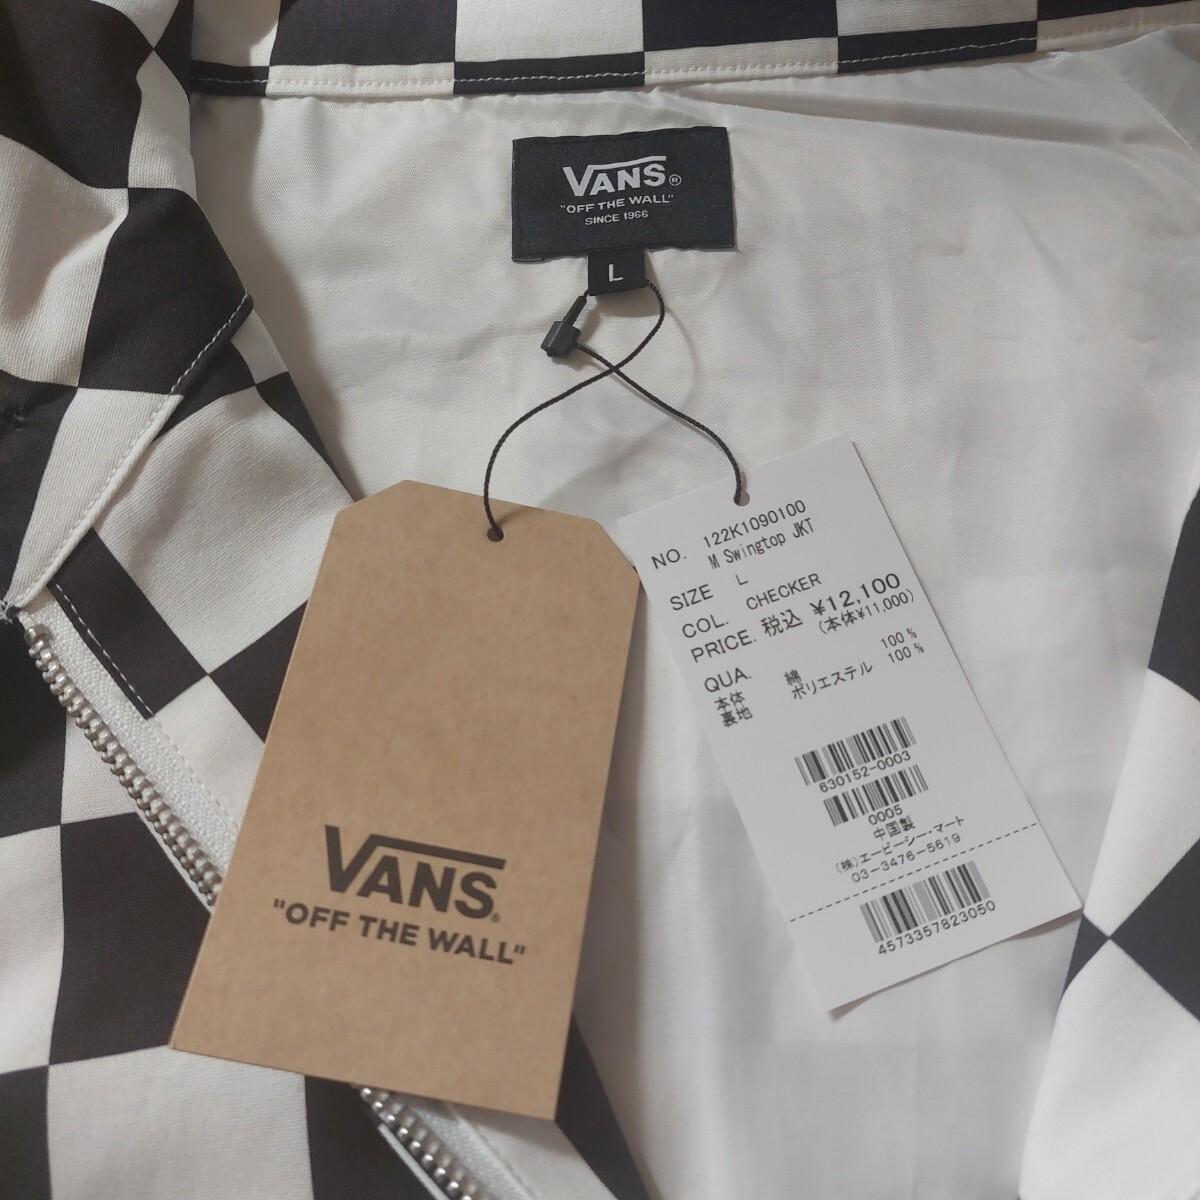 VANS®
"OFF THE WALL"
SINCE 1966
L
VANS®
"OFF THE WALL"
NO. 122K1090100
M Swingtop JKT
SIZE L
COL. CHECKER
PRICE. 税込 ¥12,100
(本体¥11,000)
QUA.
本体 綿 100%
裏地 ポリエステル 100%
630152-0003
0005
中国製
(株)エービーシー・マート
03-3476-5619
4573357823050